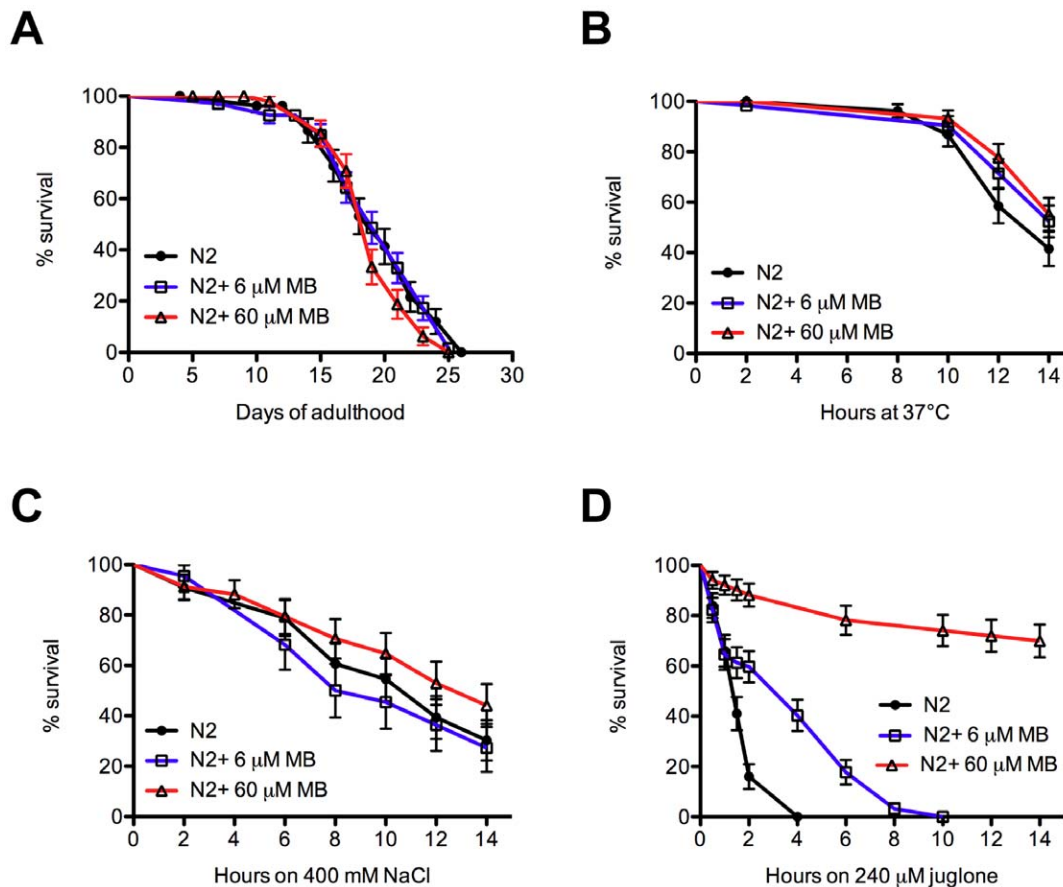 A
% survival
100
80
60
40
20
0
N2
N2+ 6 μM MB
N2+ 60 μM MB
0 5 10 15 20 25 30
Days of adulthood
B
% survival
100
80
60
40
20
0
N2
N2+ 6 μM MB
N2+ 60 μM MB
0 2 4 6 8 10 12 14
Hours at 37°C
C
% survival
100
80
60
40
20
0
N2
N2+ 6 μM MB
N2+ 60 μM MB
0 2 4 6 8 10 12 14
Hours on 400 mM NaCl
D
% survival
100
80
60
40
20
0
N2
N2+ 6 μM MB
N2+ 60 μM MB
0 2 4 6 8 10 12 14
Hours on 240 μM juglone